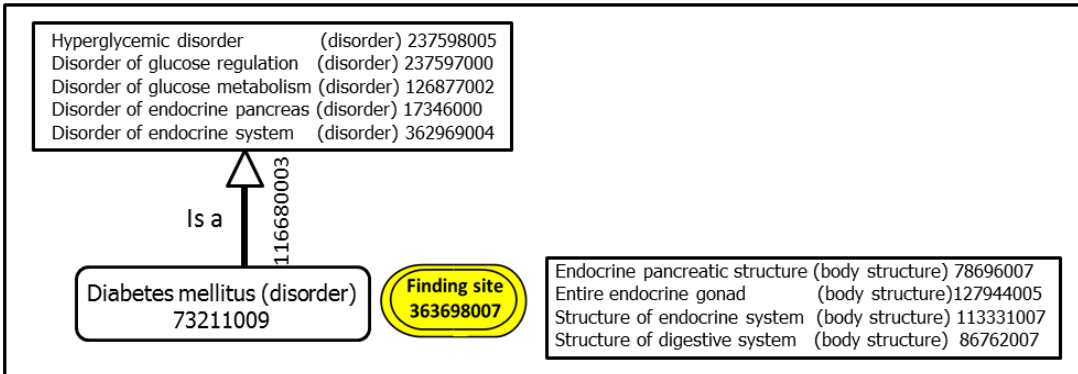 Hyperglycemic disorder (disorder) 237598005
Disorder of glucose regulation (disorder) 237597000
Disorder of glucose metabolism (disorder) 126877002
Disorder of endocrine pancreas (disorder) 17346000
Disorder of endocrine system (disorder) 362969004
Is a
116680003
Diabetes mellitus (disorder)
73211009
Finding site
363698007
Endocrine pancreatic structure (body structure) 78696007
Entire endocrine gonad (body structure)127944005
Structure of endocrine system (body structure) 113331007
Structure of digestive system (body structure) 86762007